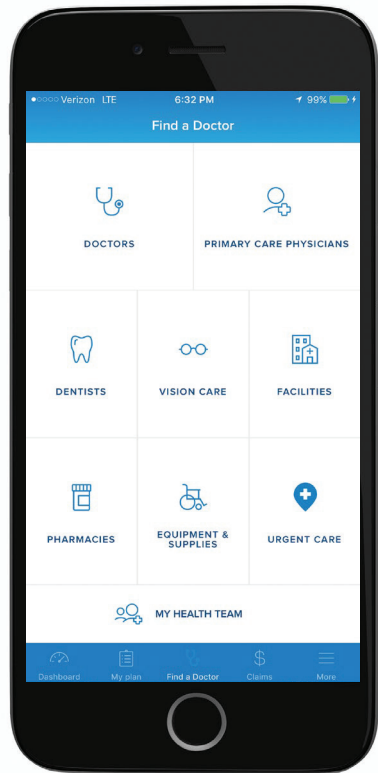 Verizon LTE 6:32 PM 99%
Find a Doctor
DOCTORS
PRIMARY CARE PHYSICIANS
DENTISTS
VISION CARE
FACILITIES
PHARMACIES
EQUIPMENT &
SUPPLIES
URGENT CARE
MY HEALTH TEAM
Dashboard My plan Find a Doctor Claims More